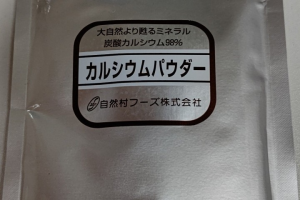 大自然より甦るミネラル
炭酸カルシウム98%
カルシウムパウダー
自然村フーズ株式会社